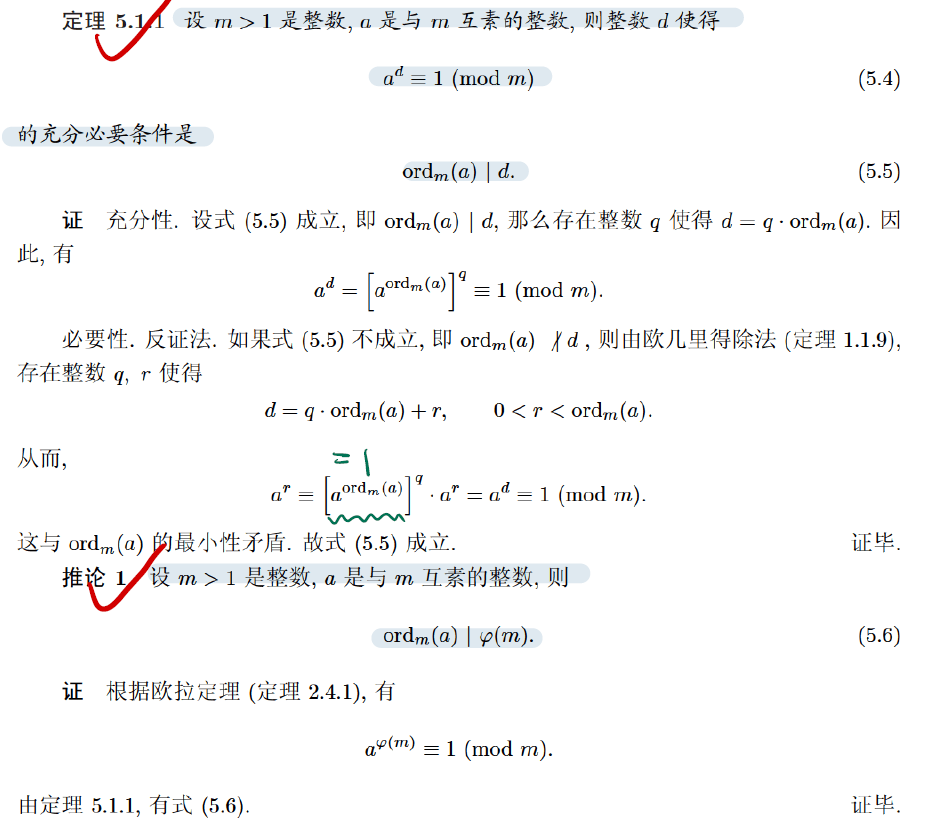 定理 5.1.1 设 m > 1 是整数, a 是与 m 互素的整数, 则整数 d 使得
a^d ≡ 1 (mod m) (5.4)
的充分必要条件是
ord_m(a) | d. (5.5)
证 充分性. 设式 (5.5) 成立, 即 ord_m(a) | d, 那么存在整数 q 使得 d = q · ord_m(a). 因
此, 有
a^d = [a^{ord_m(a)}]^q ≡ 1 (mod m).
必要性. 反证法. 如果式 (5.5) 不成立, 即 ord_m(a) ∤ d , 则由欧几里得除法 (定理 1.1.9),
存在整数 q, r 使得
d = q · ord_m(a) + r, 0 < r < ord_m(a).
从而,
= 1
a^r ≡ [a^{ord_m(a)}]^q · a^r = a^d ≡ 1 (mod m).
这与 ord_m(a) 的最小性矛盾. 故式 (5.5) 成立. 证毕.
推论 1 设 m > 1 是整数, a 是与 m 互素的整数, 则
ord_m(a) | φ(m). (5.6)
证 根据欧拉定理 (定理 2.4.1), 有
a^{φ(m)} ≡ 1 (mod m).
由定理 5.1.1, 有式 (5.6). 证毕.